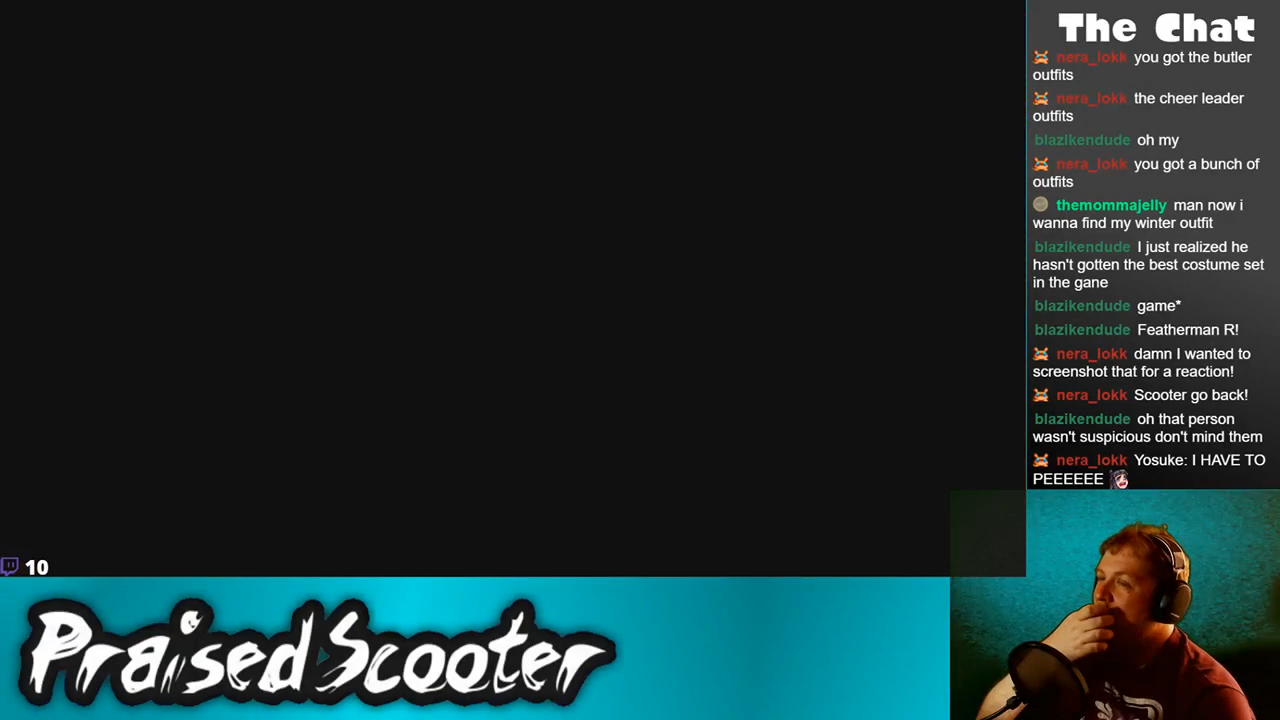 The Chat
nera_lokk you got the butler
outfits
nera_lokk the cheer leader
outfits
blazikendude oh my
nera_lokk you got a bunch of
outfits
themommajelly man now i
wanna find my winter outfit
blazikendude I just realized he
hasn't gotten the best costume set
in the gane
blazikendude game*
blazikendude Featherman R!
nera_lokk damn I wanted to
screenshot that for a reaction!
nera_lokk Scooter go back!
blazikendude oh that person
wasn't suspicious don't mind them
nera_lokk Yosuke: I HAVE TO
PEEEEEE
10
PraisedScooter